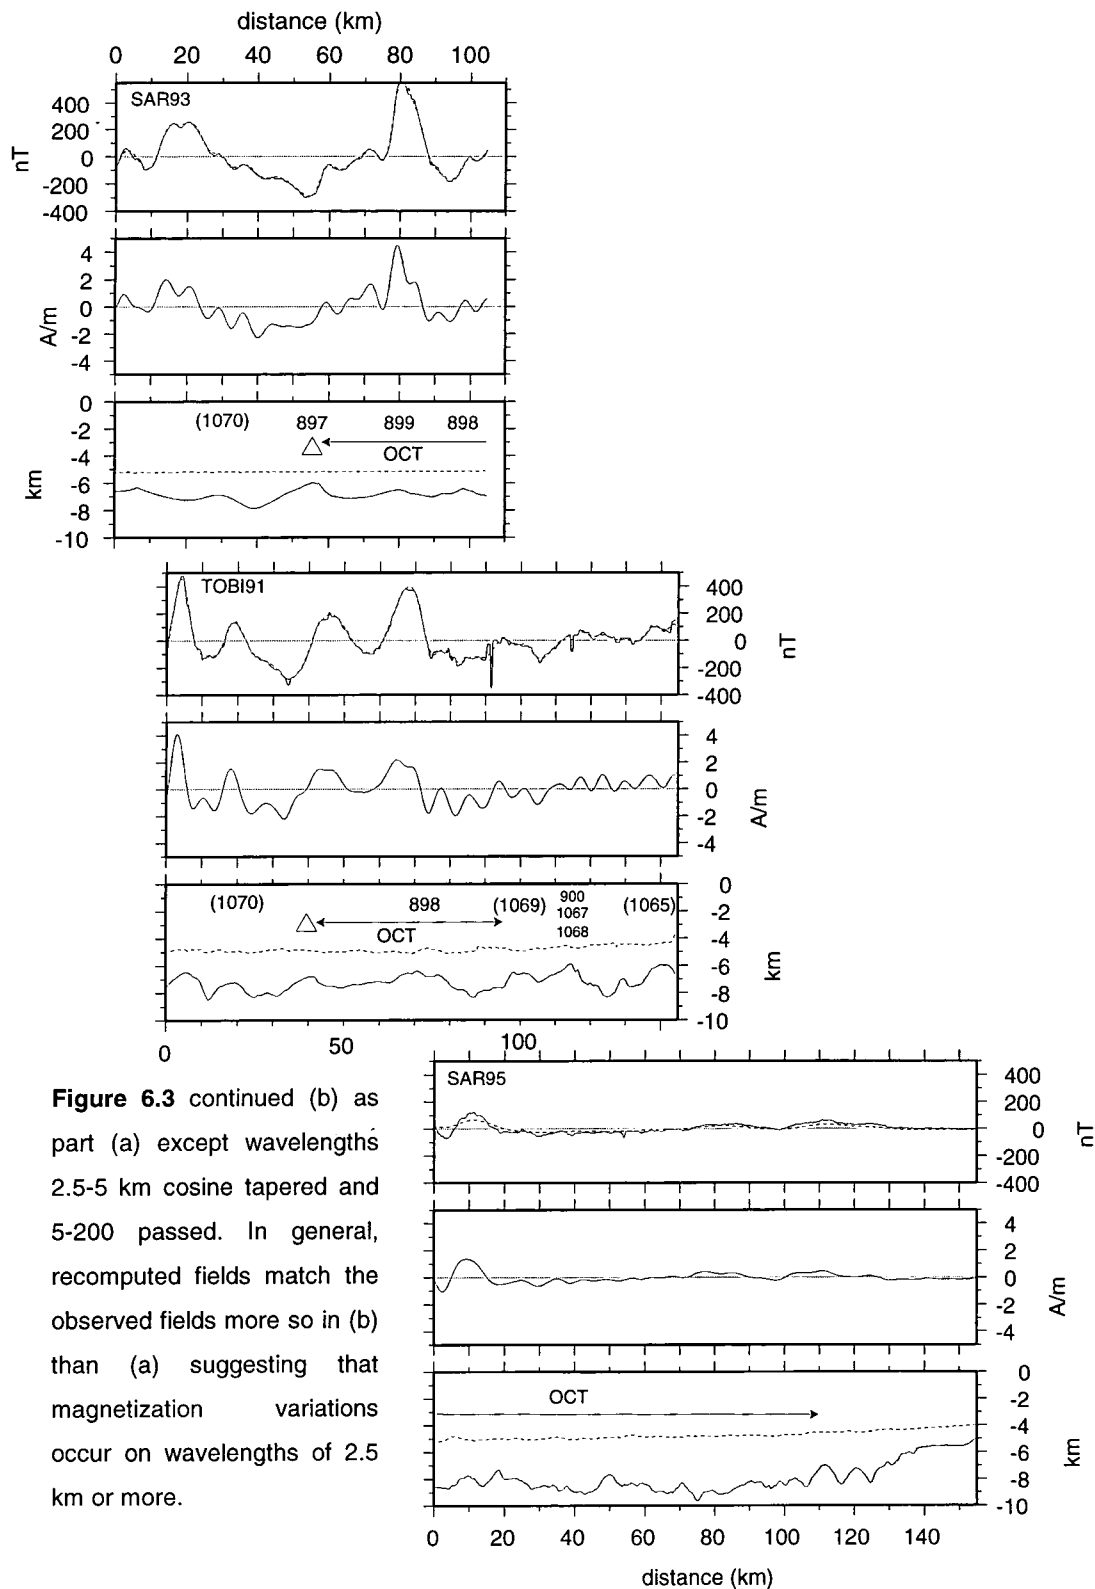 distance (km)
0 20 40 60 80 100
SAR93
400
200
0
-200
-400
nT
4
2
0
-2
-4
A/m
0
-2
-4
-6
-8
-10
km
(1070) 897 899 898
OCT
TOBI91
400
200
0
-200
-400
nT
4
2
0
-2
-4
A/m
(1070) 898 (1069) 900 (1065)
1067
1068
OCT
0
-2
-4
-6
-8
-10
km
0 50 100
Figure 6.3 continued (b) as
part (a) except wavelengths
2.5-5 km cosine tapered and
5-200 passed. In general,
recomputed fields match the
observed fields more so in (b)
than (a) suggesting that
magnetization variations
occur on wavelengths of 2.5
km or more.
SAR95
400
200
0
-200
-400
nT
4
2
0
-2
-4
A/m
OCT
0
-2
-4
-6
-8
-10
km
0 20 40 60 80 100 120 140
distance (km)